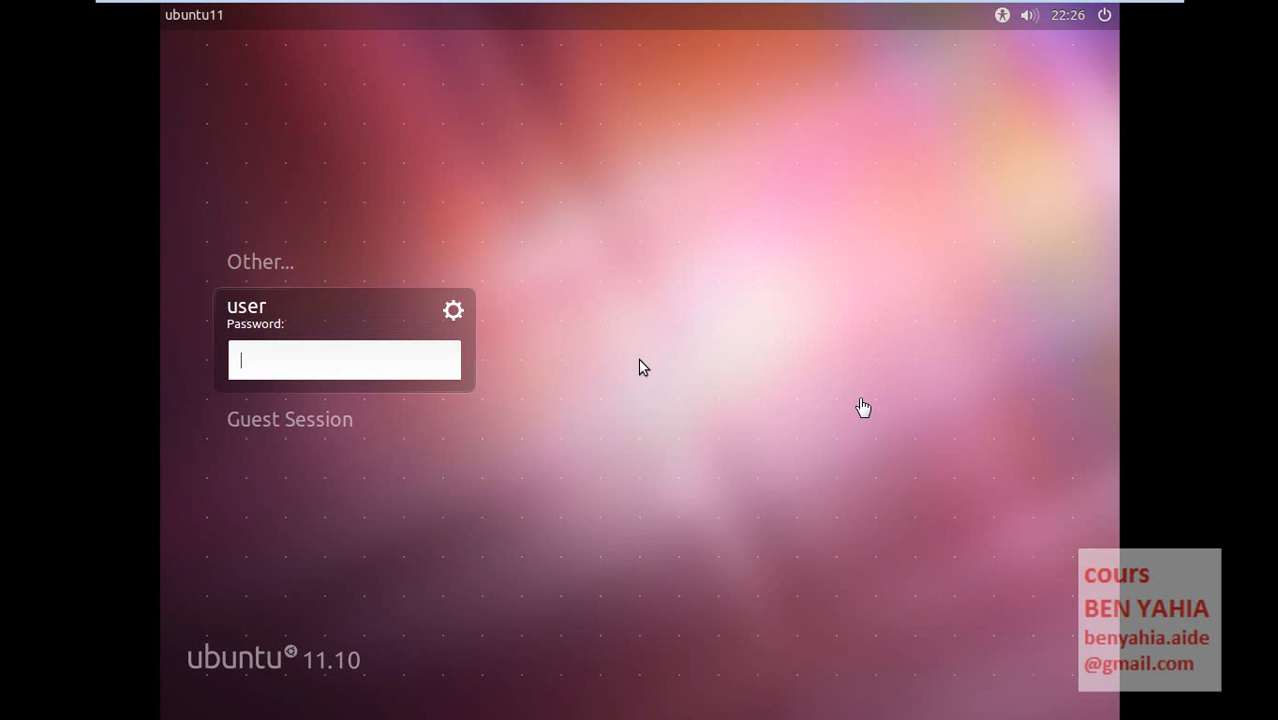 ubuntu11
22:26
Other...
user
Password:
Guest Session
ubuntu 11.10
cours
BEN YAHIA
benyahia.aide
@gmail.com